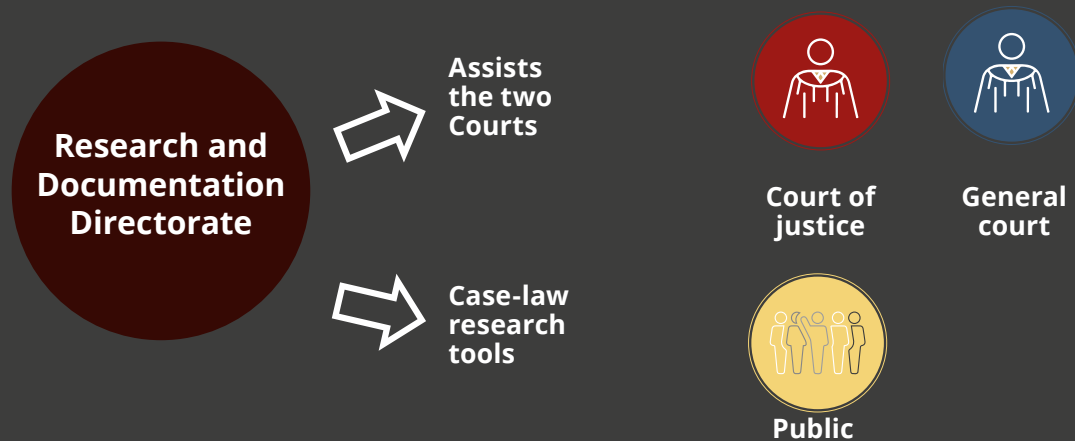 Research and
Documentation
Directorate
Assists
the two
Courts
Court of
justice
General
court
Case-law
research
tools
Public